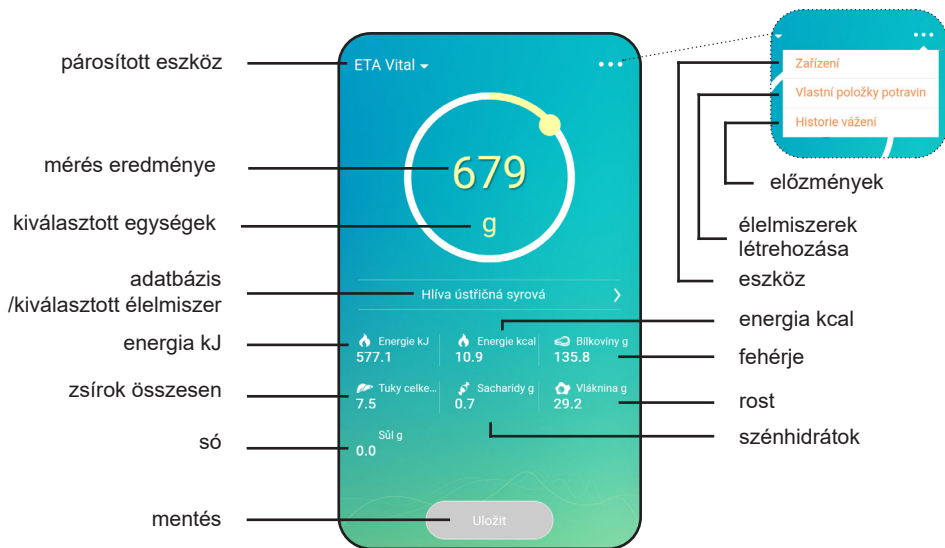 párosított eszköz
mérés eredménye
kiválasztott egységek
adatbázis
/kiválasztott élelmiszer
energia kJ
zsírok összesen
só
mentés
ETA Vital
679
g
Hlíva ústřičná syrová
Energie kJ
577.1
Energie kcal
10.9
Bílkoviny g
135.8
Tuky celke...
7.5
Sacharidy g
0.7
Vláknina g
29.2
Sůl g
0.0
Uložit
Zařízení
Vlastní položky potravin
Historie vážení
előzmények
élelmiszerek
létrehozása
eszköz
energia kcal
fehérje
rost
szénhidrátok